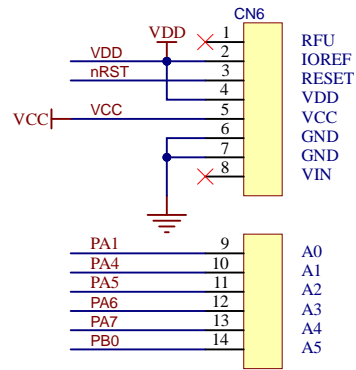 CN6
VDD
1 RFU
VDD 2 IOREF
nRST 3 RESET
4 VDD
VCC VCC 5 VCC
6 GND
7 GND
8 VIN
PA1 9 A0
PA4 10 A1
PA5 11 A2
PA6 12 A3
PA7 13 A4
PB0 14 A5